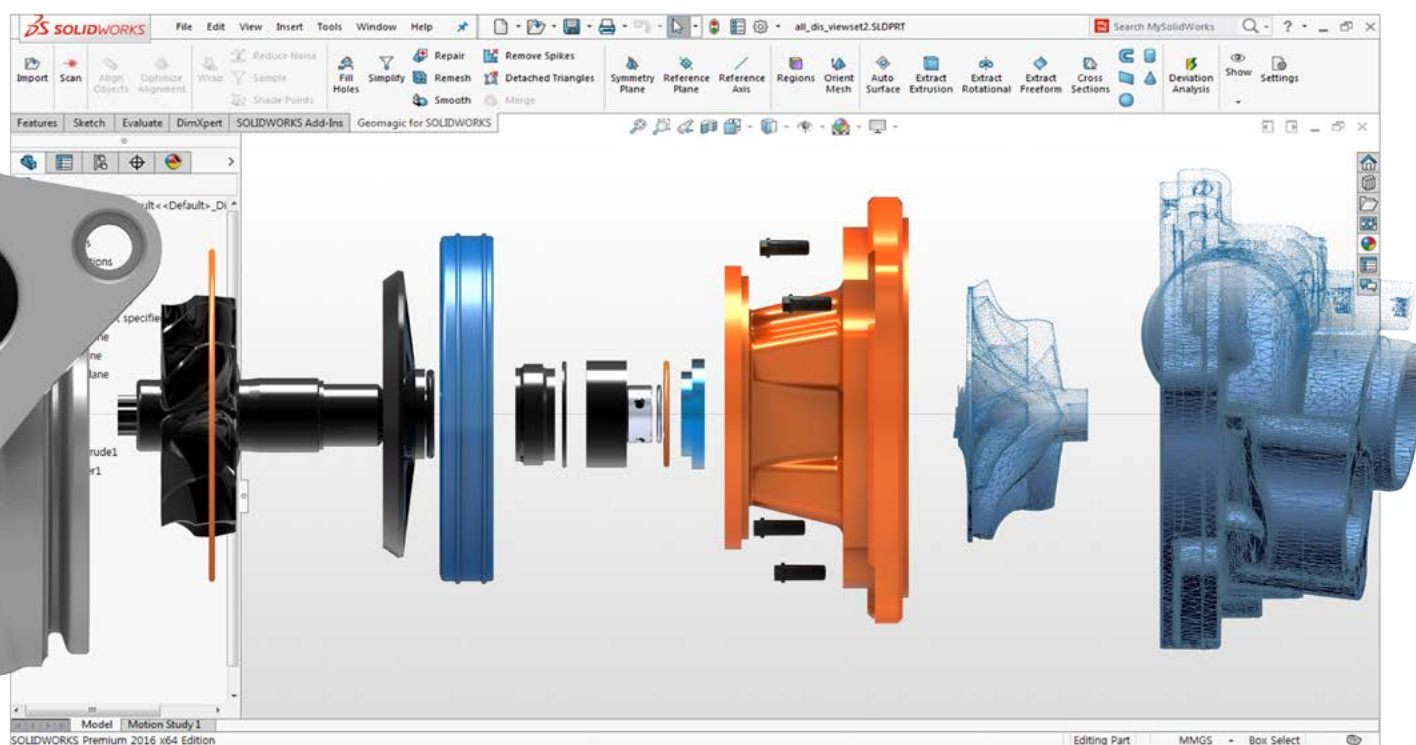 SOLIDWORKS File Edit View Insert Tools Window Help all_dis_viewset2.SLDPRT Search MySolidWorks ?
Import Scan Align Objects Optimize Alignment Wrap Reduce Noise Sample Shade Points Fill Holes Simplify Repair Remesh Smooth Remove Spikes Detached Triangles Merge Symmetry Plane Reference Plane Reference Axis Regions Orient Mesh Auto Surface Extract Extrusion Extract Rotational Extract Freeform Cross Sections Deviation Analysis Show Settings
Features Sketch Evaluate DimXpert SOLIDWORKS Add-Ins Geomagic for SOLIDWORKS
ult<<Default>_Di
s
tions
t specifie
ne
ne
lane
rude1
er1
Model Motion Study 1
SOLIDWORKS Premium 2016 x64 Edition Editing Part MMGS Box Select